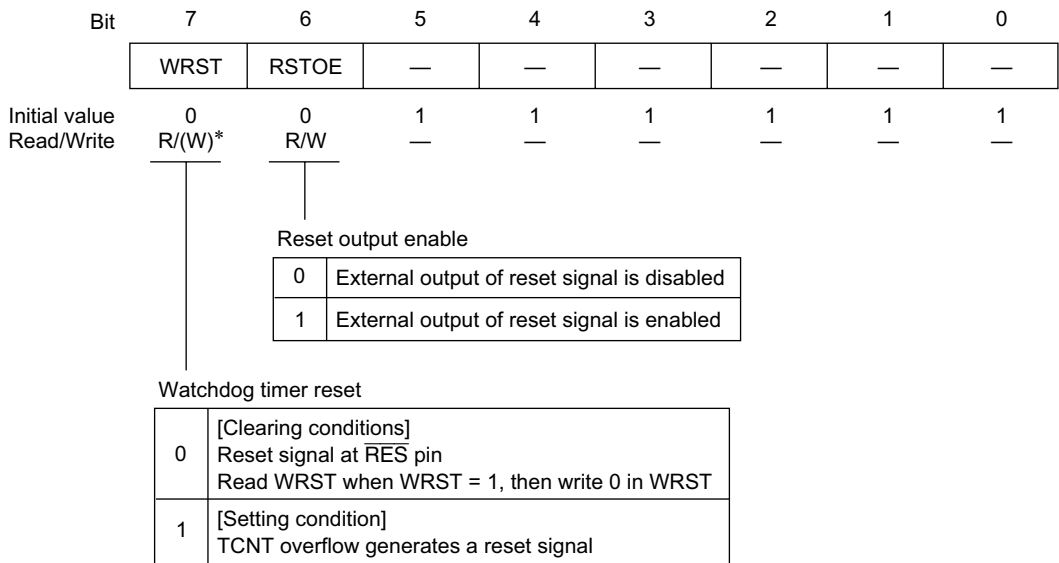 Bit 7 6 5 4 3 2 1 0
WRST RSTOE — — — — — —
Initial value 0 0 1 1 1 1 1 1
Read/Write R/(W)* R/W — — — — — —
Reset output enable
0 External output of reset signal is disabled
1 External output of reset signal is enabled
Watchdog timer reset
[Clearing conditions]
0 Reset signal at R̅E̅S̅ pin
Read WRST when WRST = 1, then write 0 in WRST
1 [Setting condition]
TCNT overflow generates a reset signal